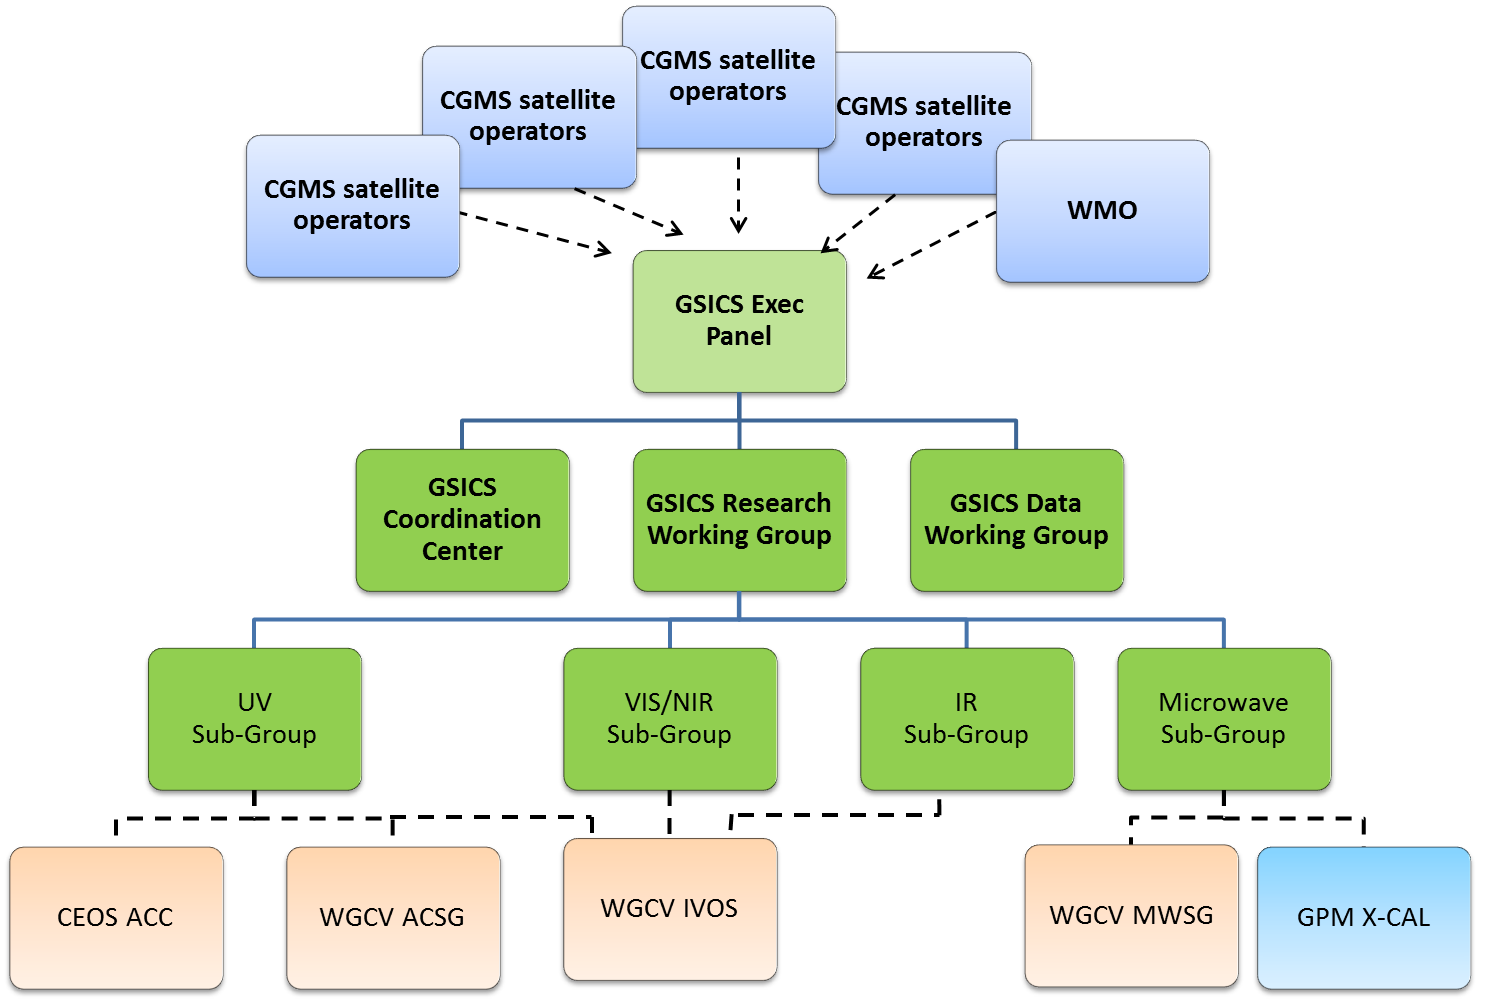 CGMS satellite
operators
CGMS satellite
operators
CGMS satellite
operators
CGMS satellite
operators
WMO
GSICS Exec
Panel
GSICS
Coordination
Center
GSICS Research
Working Group
GSICS Data
Working Group
UV
Sub-Group
VIS/NIR
Sub-Group
IR
Sub-Group
Microwave
Sub-Group
CEOS ACC
WGCV ACSG
WGCV IVOS
WGCV MWSG
GPM X-CAL